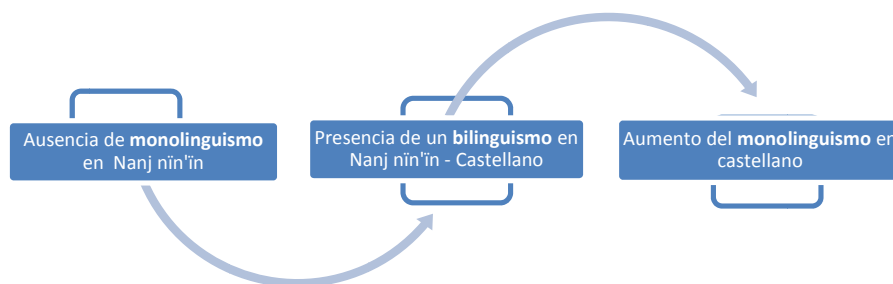 Ausencia de monolinguismo
en Nanj nïn'ïn
Presencia de un bilinguismo en
Nanj nïn'ïn - Castellano
Aumento del monolinguismo en
castellano